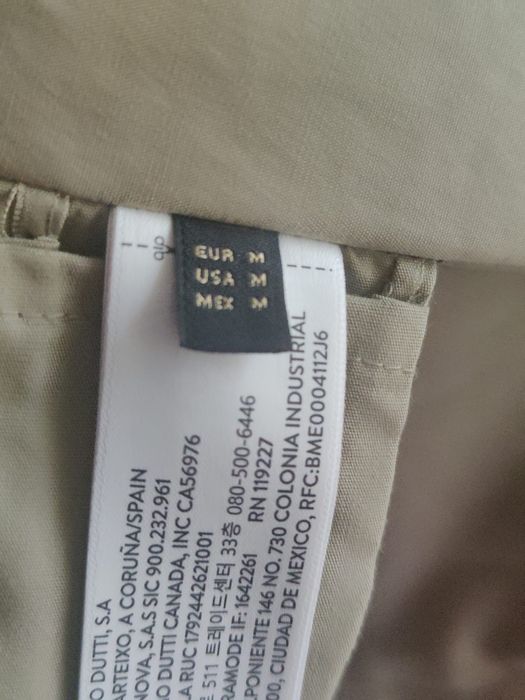 EUR M
USA M
MEX M
O DUTTI, S.A
ARTEIXO, A CORUÑA/SPAIN
NOVA, S.A.S SIC 900.232.961
O DUTTI CANADA, INC CA56976
LA RUC 1792442621001
511 트레이드센터 33층 080-500-6446
RAMODE IF: 1642261 RN 119227
PONIENTE 146 NO. 730 COLONIA INDUSTRIAL
00, CIUDAD DE MEXICO, RFC:BME0004112J6